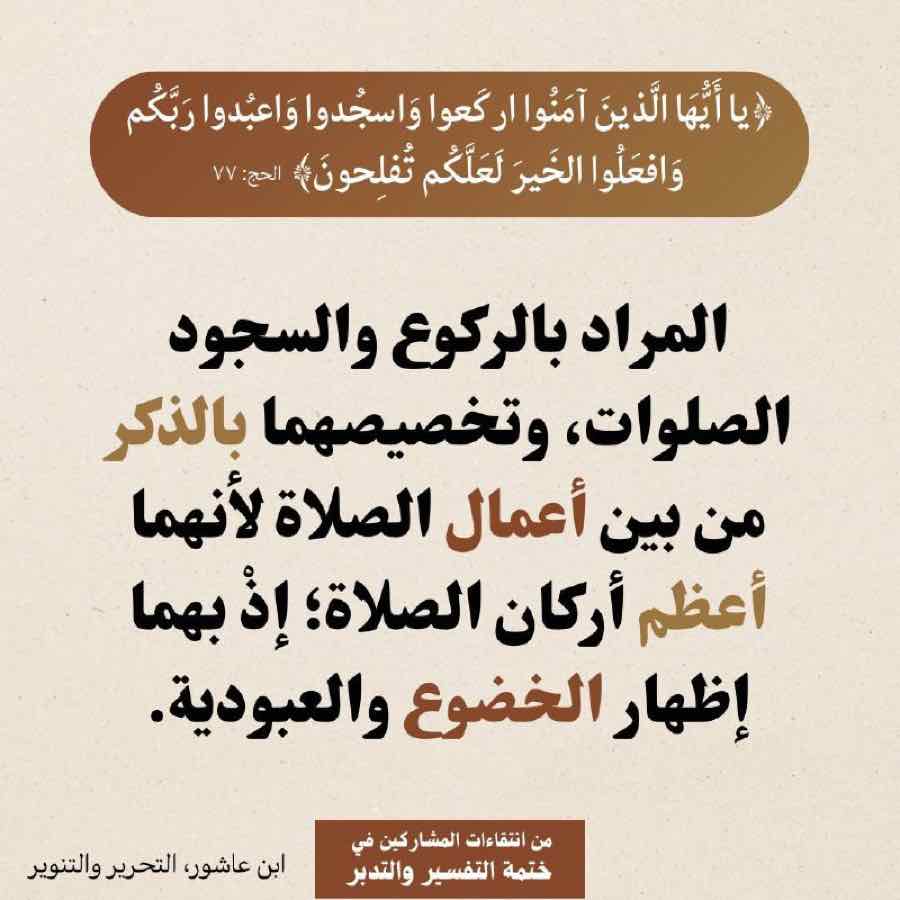 ﴿يا أَيُّهَا الَّذينَ آمَنُوا اركَعوا وَاسجُدوا وَاعبُدوا رَبَّكُم
وَافعَلُوا الخَيرَ لَعَلَّكُم تُفلِحونَ﴾ الحج: ٧٧
المراد بالركوع والسجود
الصلوات، وتخصيصهما بالذكر
من بين أعمال الصلاة لأنهما
أعظم أركان الصلاة؛ إذْ بهما
إظهار الخضوع والعبودية.
من انتقاءات المشاركين في
ختمة التفسير والتدبر
ابن عاشور، التحرير والتنوير